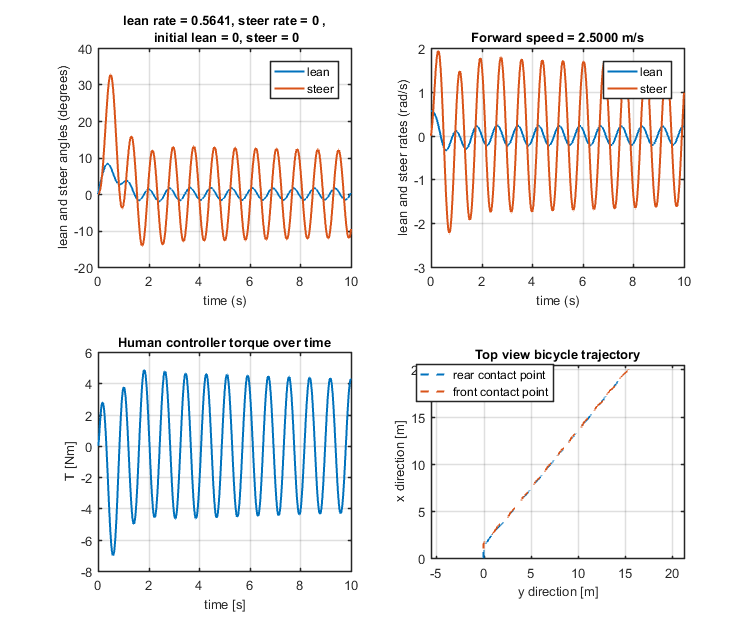 lean rate = 0.5641, steer rate = 0 ,
initial lean = 0, steer = 0
40
30
20
10
0
-10
-20
lean and steer angles (degrees)
lean
steer
0 2 4 6 8 10
time (s)
Forward speed = 2.5000 m/s
2
1
0
-1
-2
-3
lean and steer rates (rad/s)
lean
steer
0 2 4 6 8 10
time (s)
Human controller torque over time
6
4
2
0
-2
-4
-6
-8
T [Nm]
0 2 4 6 8 10
time [s]
Top view bicycle trajectory
rear contact point
front contact point
15
10
5
0
x direction [m]
-5 0 5 10 15 20
y direction [m]